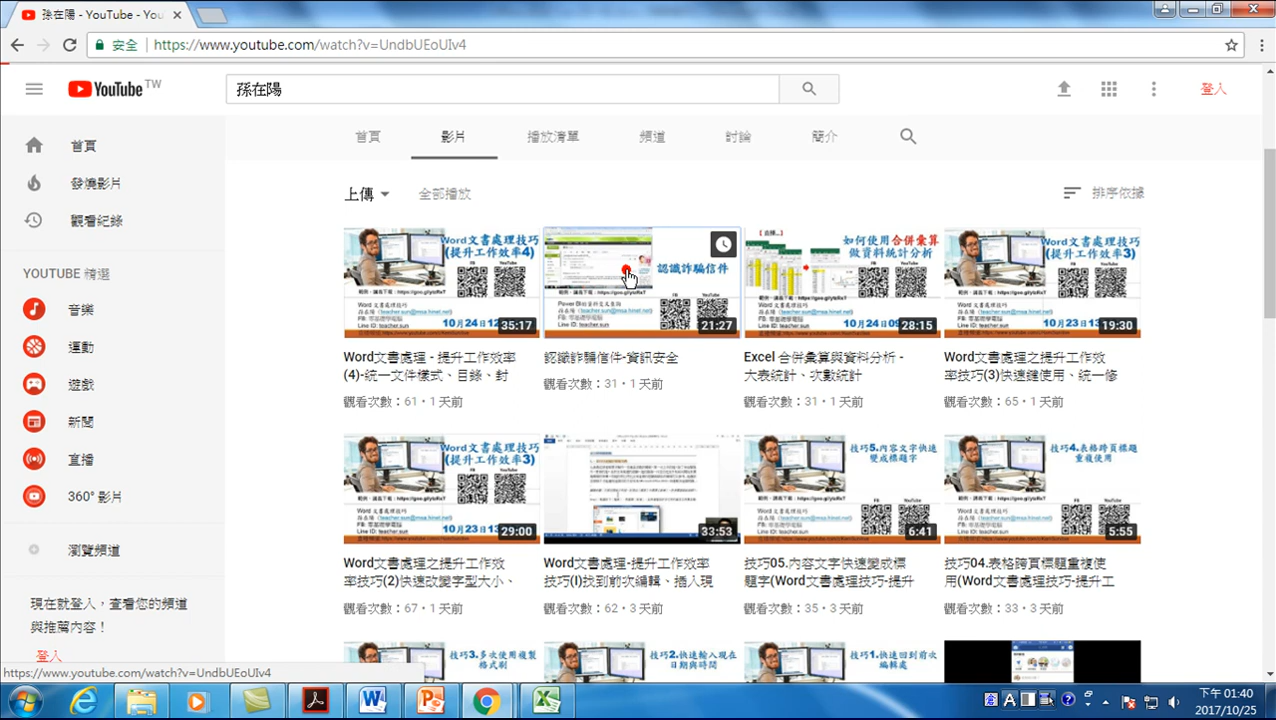 孫在陽 - YouTube - You
安全 https://www.youtube.com/watch?v=UndbUEoUIv4
YouTube TW
孫在陽
登入
首頁
影片
播放清單
頻道
討論
簡介
首頁
發燒影片
觀看紀錄
YOUTUBE 精選
音樂
運動
遊戲
新聞
直播
360° 影片
瀏覽頻道
現在就登入，查看您的頻道
與推薦內容！
登入
上傳
全部播放
排序依據
Word文書處理技巧
(提升工作效率4)
10月24日
35:17
Word文書處理 - 提升工作效率
(4)-統一文件樣式、目錄、封
觀看次數：61・1 天前
認識詐騙信件
21:27
認識詐騙信件-資訊安全
觀看次數：31・1 天前
如何使用合併彙算
做資料統計分析
10月24日
28:15
Excel 合併彙算與資料分析 -
大表統計、次數統計
觀看次數：31・1 天前
Word文書處理技巧
(提升工作效率3)
10月23日
19:30
Word文書處理之提升工作效
率技巧(3)快速鍵使用、統一修
觀看次數：65・1 天前
Word文書處理技巧
(提升工作效率3)
10月23日
29:00
Word文書處理之提升工作效
率技巧(2)快速改變字型大小、
觀看次數：67・1 天前
33:53
Word文書處理-提升工作效率
技巧(I)找到前次編輯、插入現
觀看次數：62・3 天前
技巧5.內容文字快速
變成標題字
6:41
技巧05.內容文字快速變成標
題字(Word文書處理技巧-提升
觀看次數：35・3 天前
技巧4.表格跨頁標題
重複使用
5:55
技巧04.表格跨頁標題重複使
用(Word文書處理技巧-提升工
觀看次數：33・3 天前
技巧3.多次使用複製
格式刷
技巧2.快速輸入現在
日期與時間
技巧1.快速回到前次
編輯處
https://www.youtube.com/watch?v=UndbUEoUIv4
下午 01:40
2017/10/25